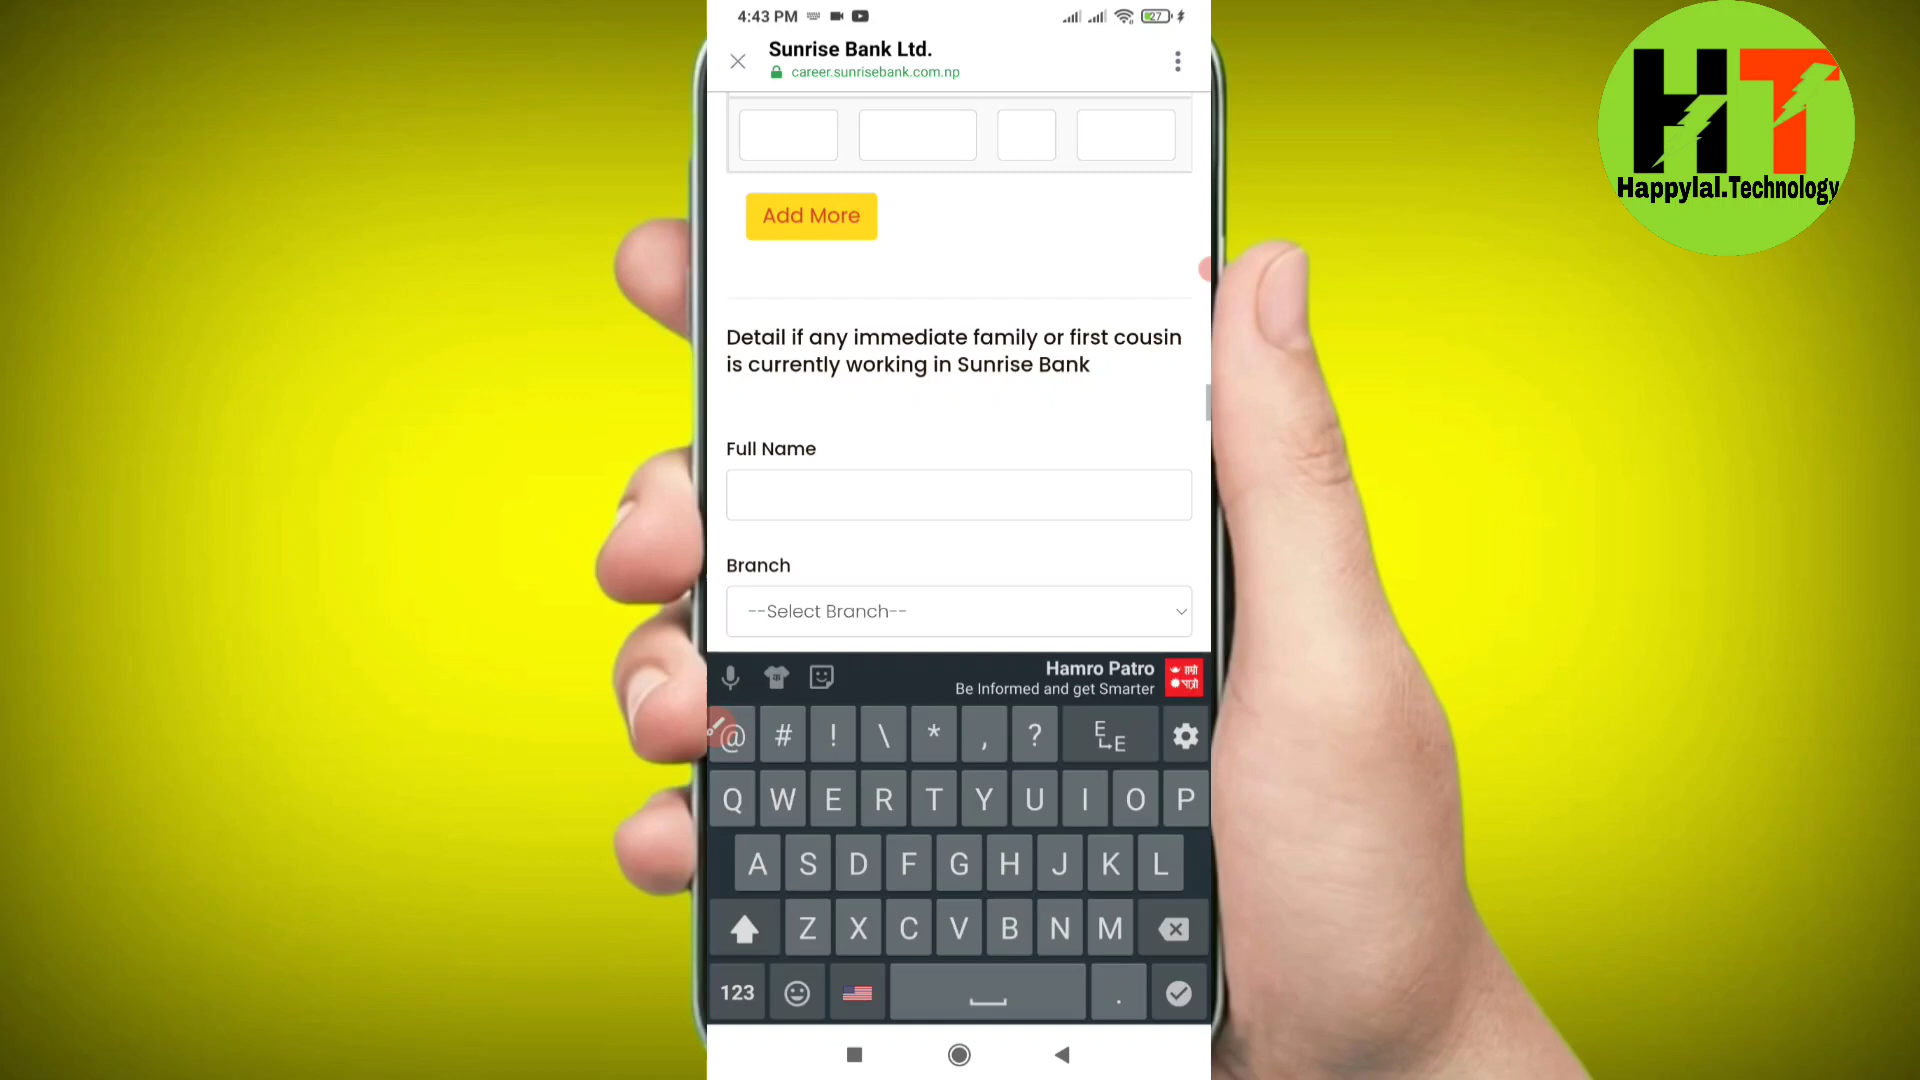 4:43 PM
27
Sunrise Bank Ltd.
career.sunrisebank.com.np
HT
Happylal.Technology
Add More
Detail if any immediate family or first cousin
is currently working in Sunrise Bank
Full Name
Branch
--Select Branch--
Hamro Patro
Be Informed and get Smarter
हाम्रो
पात्रो
@ # ! \ * , ? E E
Q W E R T Y U I O P
A S D F G H J K L
Z X C V B N M
123 .